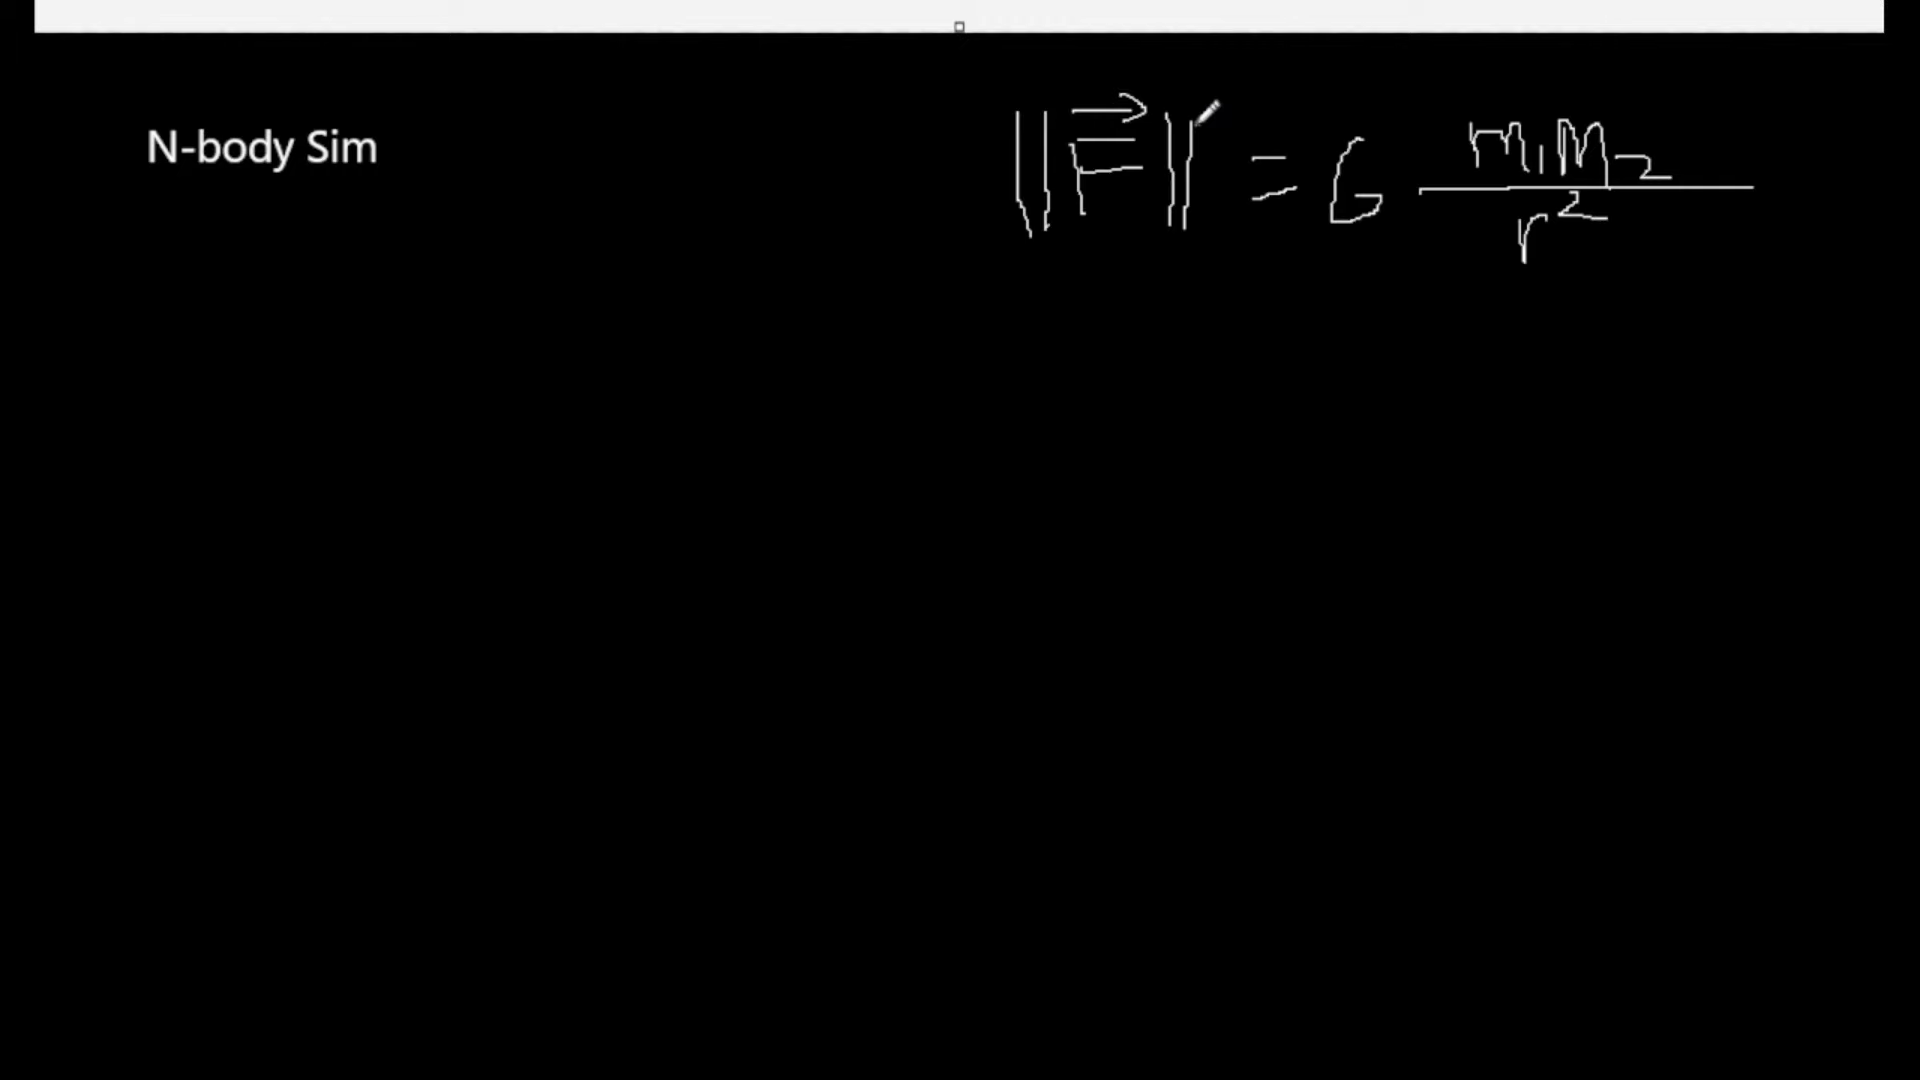 N-body Sim
||F⃗|| = G m₁m₂ / r²